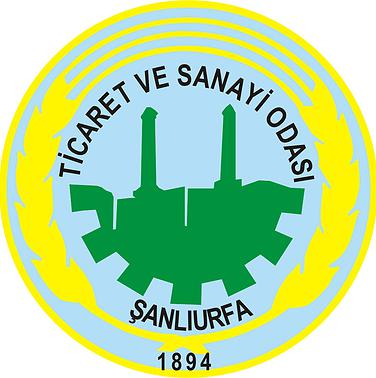 TİCARET VE SANAYİ ODASI
ŞANLIURFA
1894